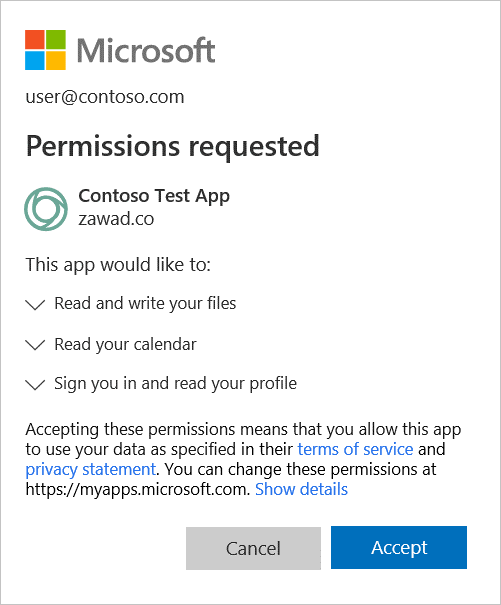 Microsoft
user@contoso.com
Permissions requested
Contoso Test App
zawad.co
This app would like to:
Read and write your files
Read your calendar
Sign you in and read your profile
Accepting these permissions means that you allow this app
to use your data as specified in their terms of service and
privacy statement. You can change these permissions at
https://myapps.microsoft.com. Show details
Cancel
Accept